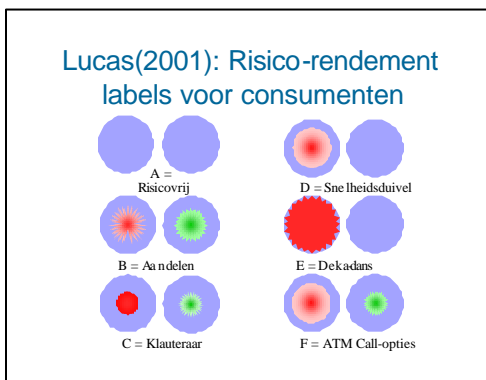 Lucas(2001): Risico-rendement
labels voor consumenten
A =
Risicovrij
D = Snelheidsduivel
B = Aandelen
E = Dekadans
C = Klauteraar
F = ATM Call-opties